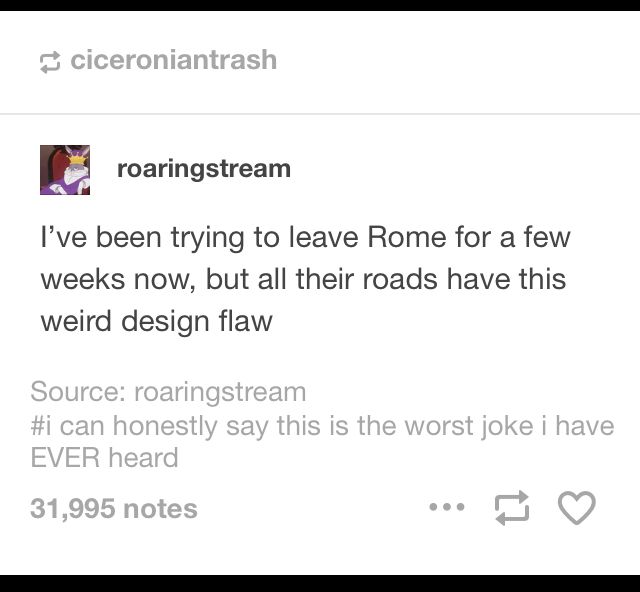 ciceroniantrash
roaringstream
I’ve been trying to leave Rome for a few
weeks now, but all their roads have this
weird design flaw
Source: roaringstream
#i can honestly say this is the worst joke i have
EVER heard
31,995 notes